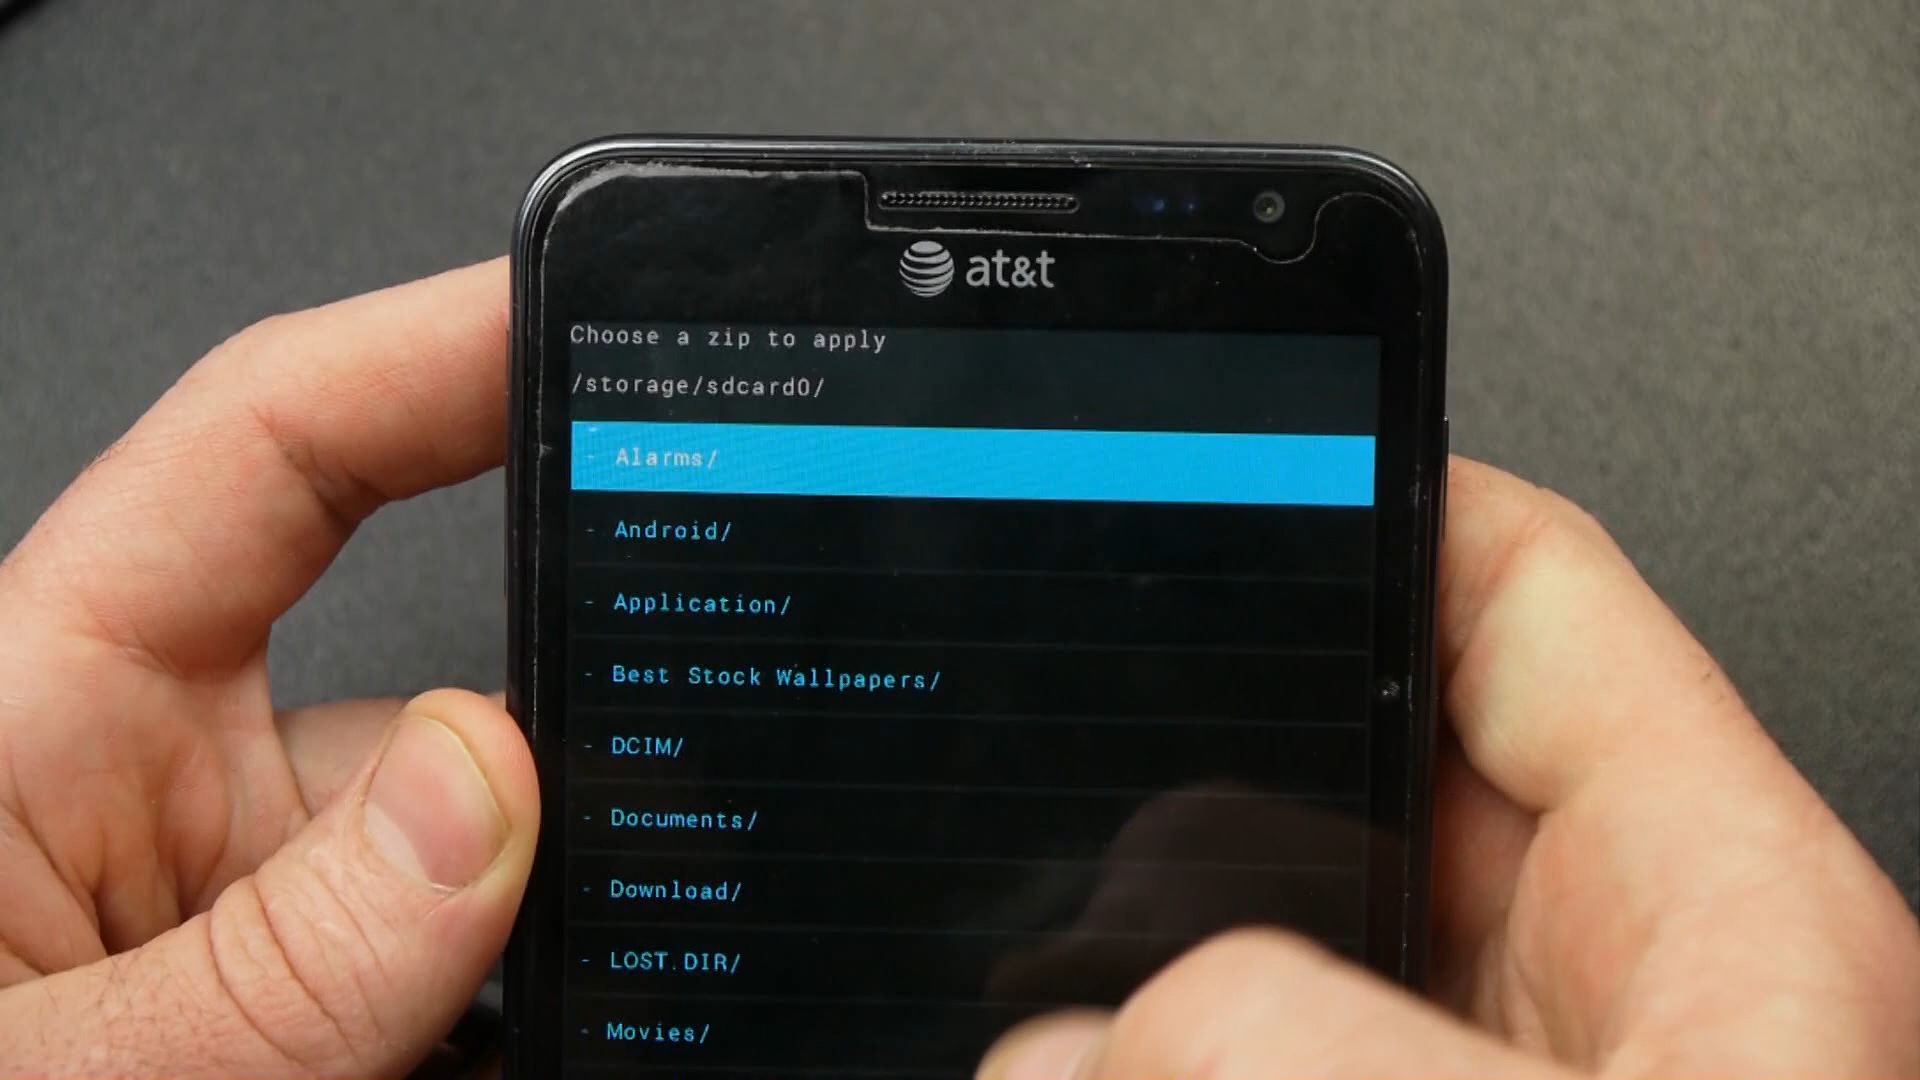 at&t
Choose a zip to apply
/storage/sdcard0/
- Alarms/
- Android/
- Application/
- Best Stock Wallpapers/
- DCIM/
- Documents/
- Download/
- LOST.DIR/
- Movies/